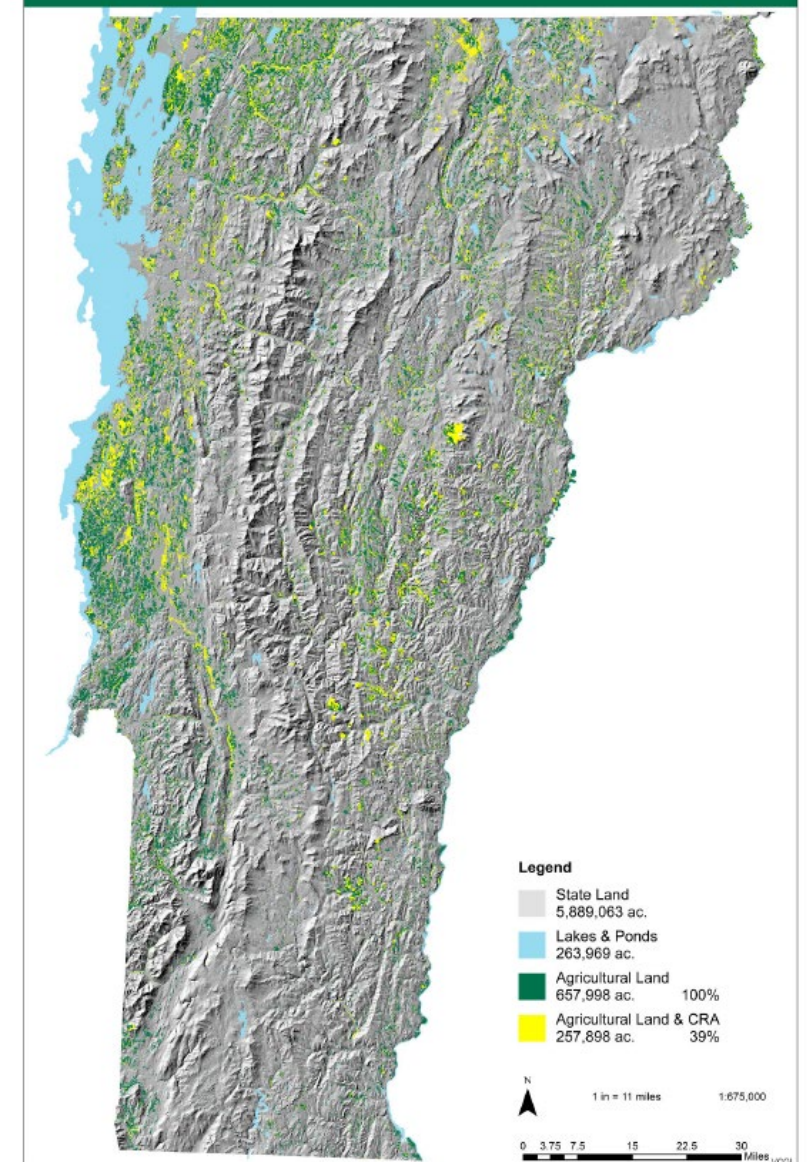 Legend
State Land
5,889,063 ac.
Lakes & Ponds
263,969 ac.
Agricultural Land
657,998 ac. 100%
Agricultural Land & CRA
257,898 ac. 39%
N
1 in = 11 miles 1:675,000
0 3.75 7.5 15 22.5 30
Miles